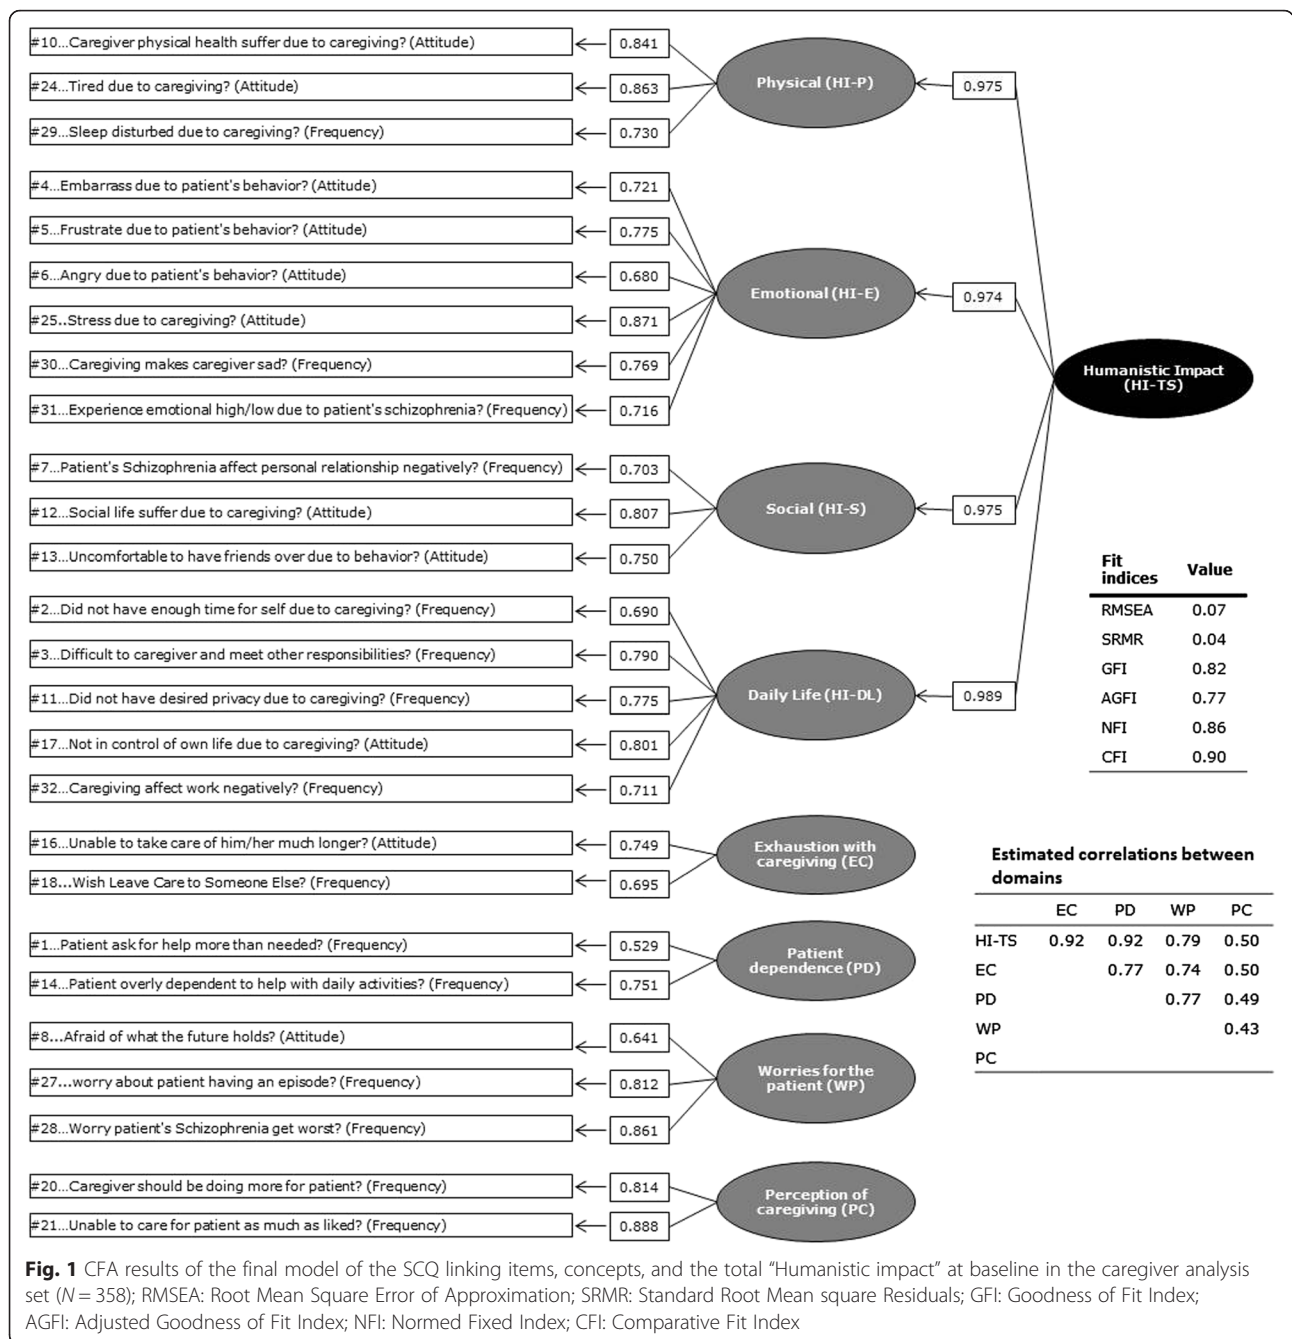 #10...Caregiver physical health suffer due to caregiving? (Attitude)
0.841
#24...Tired due to caregiving? (Attitude)
0.863
Physical (HI-P)
0.975
#29...Sleep disturbed due to caregiving? (Frequency)
0.730
#4...Embarrass due to patient's behavior? (Attitude)
0.721
#5...Frustrate due to patient's behavior? (Attitude)
0.775
#6...Angry due to patient's behavior? (Attitude)
0.680
Emotional (HI-E)
0.974
#25..Stress due to caregiving? (Attitude)
0.871
#30...Caregiving makes caregiver sad? (Frequency)
0.769
#31...Experience emotional high/low due to patient's schizophrenia? (Frequency)
0.716
Humanistic Impact
(HI-TS)
#7...Patient's Schizophrenia affect personal relationship negatively? (Frequency)
0.703
#12...Social life suffer due to caregiving? (Attitude)
0.807
Social (HI-S)
0.975
#13...Uncomfortable to have friends over due to behavior? (Attitude)
0.750
#2...Did not have enough time for self due to caregiving? (Frequency)
0.690
#3...Difficult to caregiver and meet other responsibilities? (Frequency)
0.790
#11...Did not have desired privacy due to caregiving? (Frequency)
0.775
Daily Life (HI-DL)
0.989
#17...Not in control of own life due to caregiving? (Attitude)
0.801
#32...Caregiving affect work negatively? (Frequency)
0.711
Fit
indices Value
RMSEA 0.07
SRMR 0.04
GFI 0.82
AGFI 0.77
NFI 0.86
CFI 0.90
#16...Unable to take care of him/her much longer? (Attitude)
0.749
#18...Wish Leave Care to Someone Else? (Frequency)
0.695
Exhaustion with
caregiving (EC)
#1...Patient ask for help more than needed? (Frequency)
0.529
#14...Patient overly dependent to help with daily activities? (Frequency)
0.751
Patient
dependence (PD)
#8...Afraid of what the future holds? (Attitude)
0.641
#27...worry about patient having an episode? (Frequency)
0.812
#28...Worry patient's Schizophrenia get worst? (Frequency)
0.861
Worries for the
patient (WP)
#20...Caregiver should be doing more for patient? (Frequency)
0.814
#21...Unable to care for patient as much as liked? (Frequency)
0.888
Perception of
caregiving (PC)
Estimated correlations between
domains
EC PD WP PC
HI-TS 0.92 0.92 0.79 0.50
EC 0.77 0.74 0.50
PD 0.77 0.49
WP 0.43
PC
Fig. 1 CFA results of the final model of the SCQ linking items, concepts, and the total “Humanistic impact” at baseline in the caregiver analysis
set (N = 358); RMSEA: Root Mean Square Error of Approximation; SRMR: Standard Root Mean square Residuals; GFI: Goodness of Fit Index;
AGFI: Adjusted Goodness of Fit Index; NFI: Normed Fixed Index; CFI: Comparative Fit Index